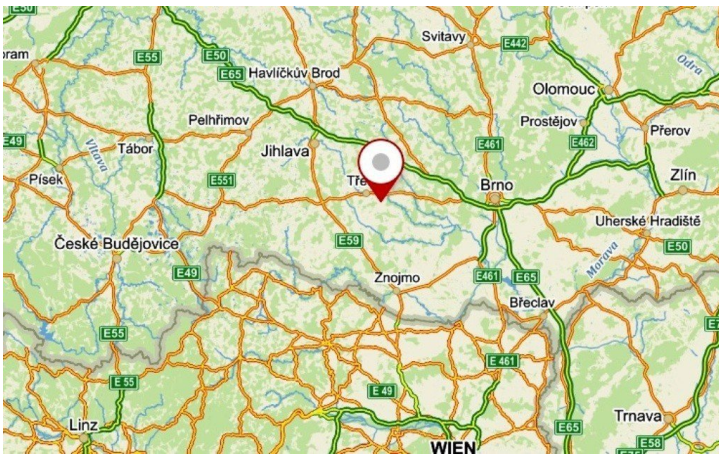 Svitavy
E442
E50
E55
E65
Havlíčkův Brod
Odra
Olomouc
Pelhřimov
Prostějov
E49
Vltava
Tábor
Jihlava
E461
E462
Přerov
Písek
E551
Brno
Zlín
České Budějovice
E59
Uherské Hradiště
E50
Morava
E49
Znojmo
E461
E65
Břeclav
E55
E 461
E 55
E 49
Linz
Trnava
E65
E58
WIEN